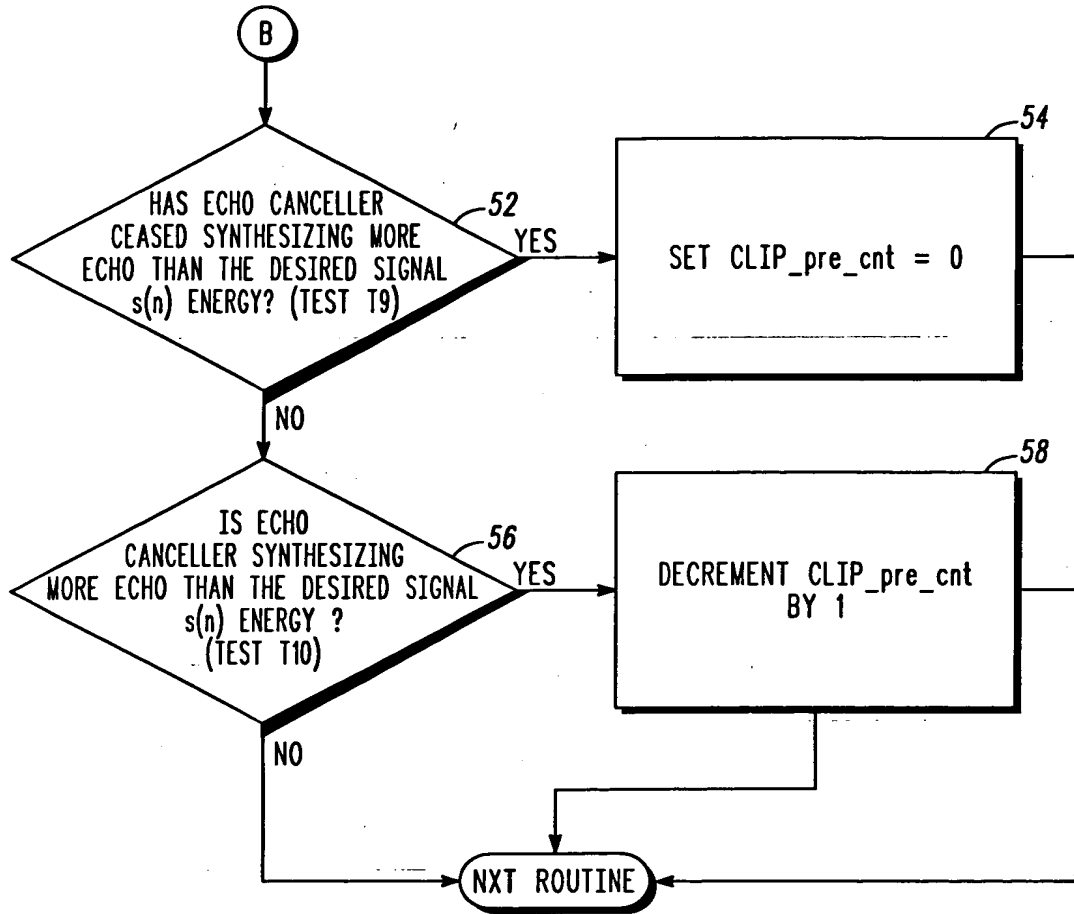 B
HAS ECHO CANCELLER
CEASED SYNTHESIZING MORE
ECHO THAN THE DESIRED SIGNAL
s(n) ENERGY? (TEST T9)
52
YES
54
SET CLIP_pre_cnt = 0
NO
IS ECHO
CANCELLER SYNTHESIZING
MORE ECHO THAN THE DESIRED SIGNAL
s(n) ENERGY ?
(TEST T10)
56
YES
58
DECREMENT CLIP_pre_cnt
BY 1
NO
NXT ROUTINE